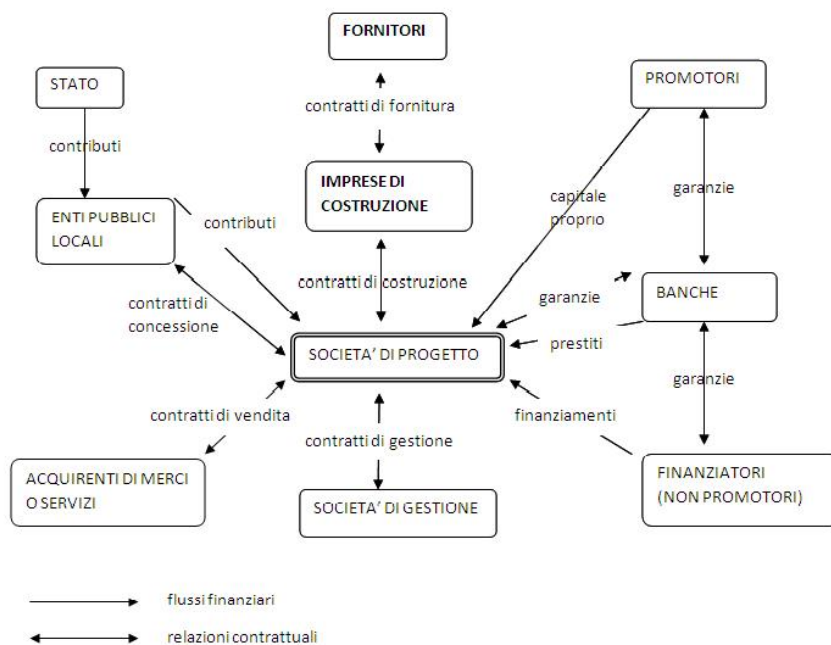 FORNITORI
STATO
PROMOTORI
contratti di fornitura
contributi
IMPRESE DI
COSTRUZIONE
garanzie
capitale
proprio
ENTI PUBBLICI
LOCALI
contributi
contratti di costruzione
garanzie
BANCHE
contratti di
concessione
SOCIETA' DI PROGETTO
prestiti
garanzie
contratti di vendita
finanziamenti
contratti di gestione
ACQUIRENTI DI MERCI
O SERVIZI
SOCIETA' DI GESTIONE
FINANZIATORI
(NON PROMOTORI)
flussi finanziari
relazioni contrattuali